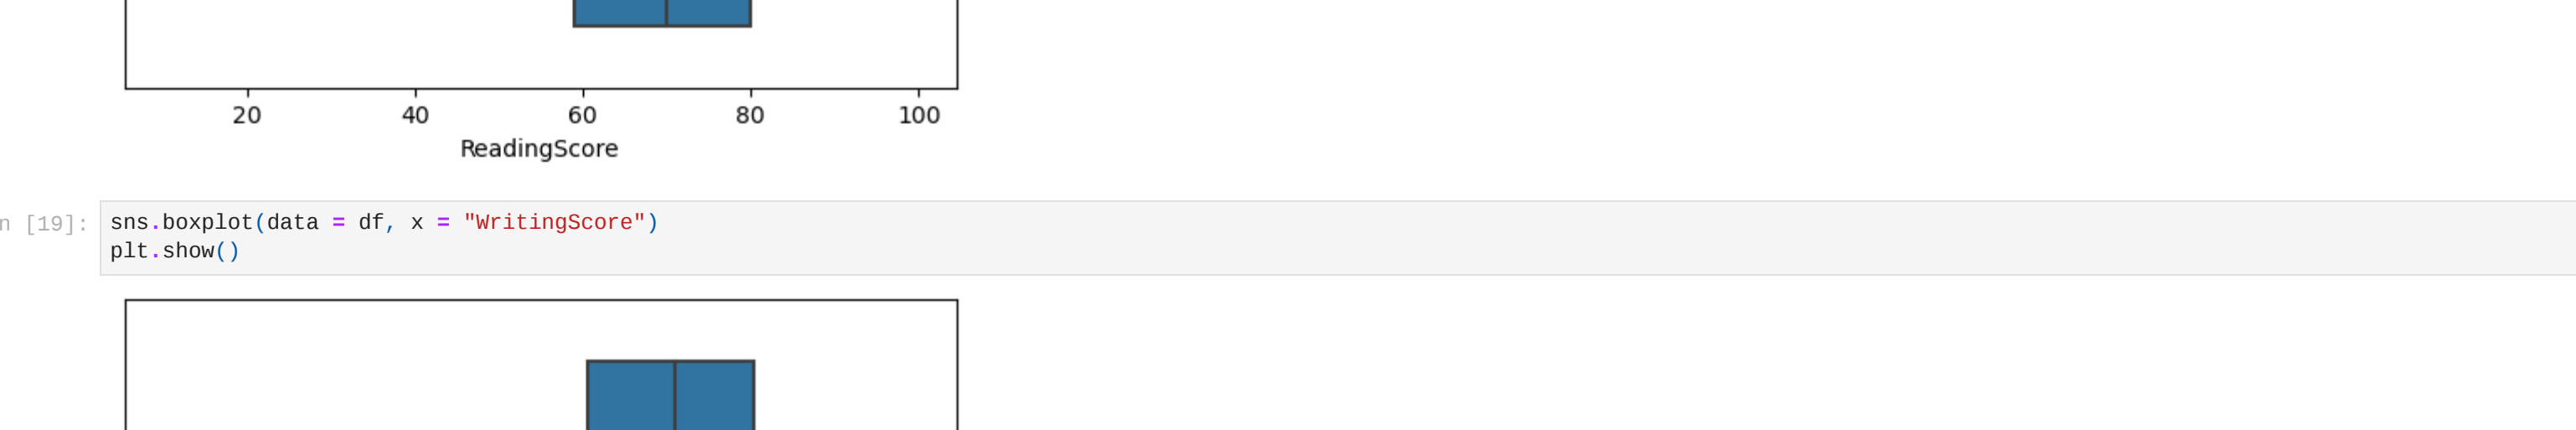 20 40 60 80 100
ReadingScore
n [19]: sns.boxplot(data = df, x = "WritingScore")
plt.show()